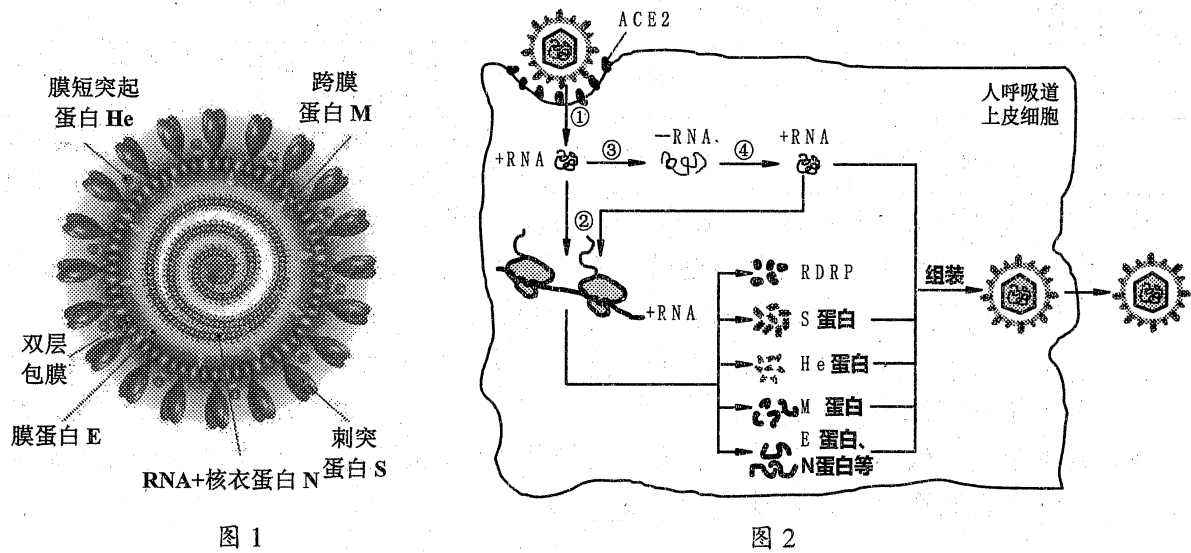 膜短突起
蛋白 He
跨膜
蛋白 M
双层
包膜
膜蛋白 E
刺突
蛋白 S
RNA+核衣蛋白 N
图 1
ACE2
人呼吸道
上皮细胞
①
+RNA
③
－RNA、
④
+RNA
②
+RNA
RDRP
S 蛋白
He 蛋白
M 蛋白
E 蛋白、
N蛋白等
组装
图 2